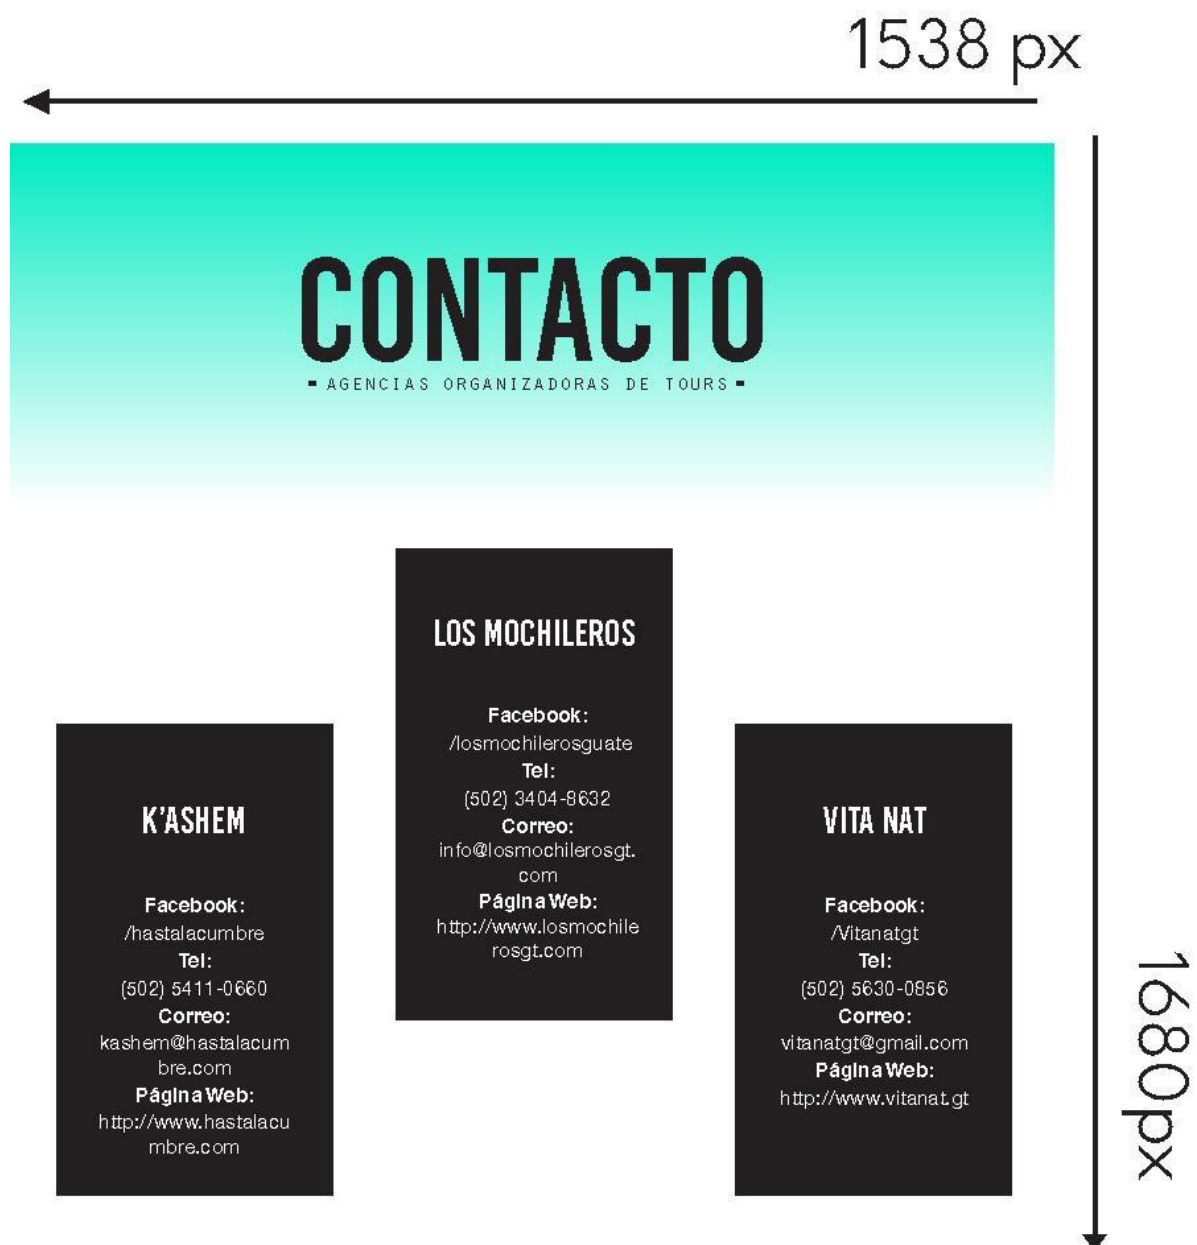 1538 px
CONTACTO
- AGENCIAS ORGANIZADORAS DE TOURS -
LOS MOCHILEROS
Facebook:
/losmochilerosguate
Tel:
(502) 3404-8632
Correo:
info@losmochilerosgt.
com
Página Web:
http://www.losmochile
rosgt.com
K'ASHEM
Facebook:
/hastalacumbre
Tel:
(502) 5411-0660
Correo:
kashem@hastalacum
bre.com
Página Web:
http://www.hastalacu
mbre.com
VITA NAT
Facebook:
/Vitanatgt
Tel:
(502) 5630-0856
Correo:
vitanatgt@gmail.com
Página Web:
http://www.vitanat.gt
1680px